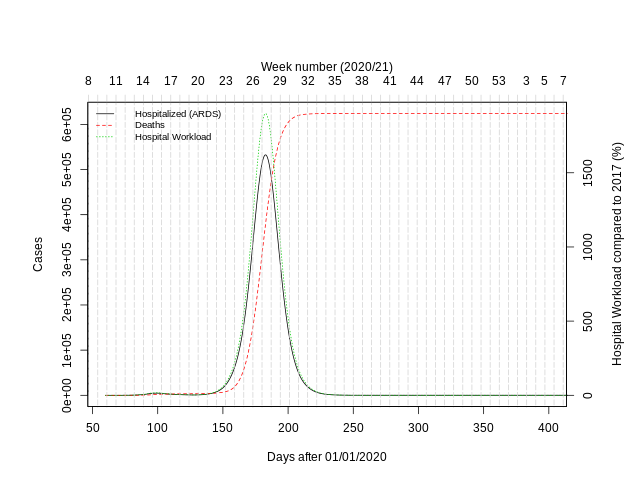 Week number (2020/21)
8 11 14 17 20 23 26 29 32 35 38 41 44 47 50 53 3 5 7
Hospitalized (ARDS)
Deaths
Hospital Workload
Cases
6e+05
5e+05
4e+05
3e+05
2e+05
1e+05
0e+00
Hospital Workload compared to 2017 (%)
1500
1000
500
0
50 100 150 200 250 300 350 400
Days after 01/01/2020